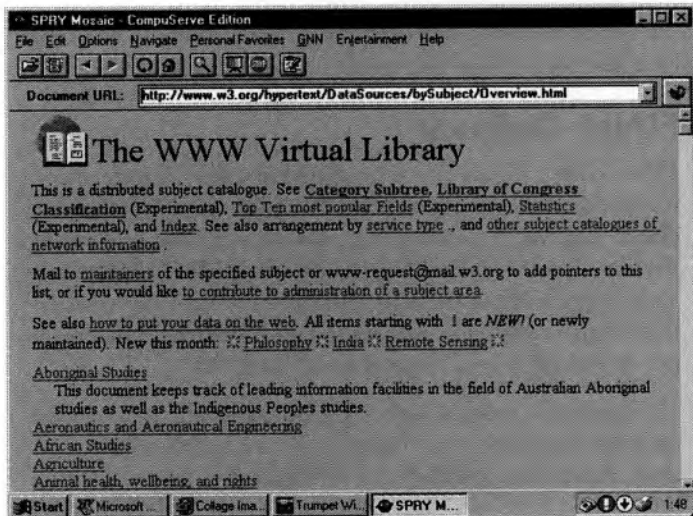 SPRY Mozaic - CompuServe Edition
File Edit Options Navigate Personal Favorites GNN Entertainment Help
Document URL: http://www.w3.org/hypertext/DataSources/bySubject/Overview.html
The WWW Virtual Library
This is a distributed subject catalogue. See Category Subtree, Library of Congress
Classification (Experimental), Top Ten most popular Fields (Experimental), Statistics
(Experimental), and Index. See also arrangement by service type ., and other subject catalogues of
network information .
Mail to maintainers of the specified subject or www-request@mail.w3.org to add pointers to this
list, or if you would like to contribute to administration of a subject area.
See also how to put your data on the web. All items starting with ! are NEW! (or newly
maintained). New this month: Philosophy India Remote Sensing
Aboriginal Studies
This document keeps track of leading information facilities in the field of Australian Aboriginal
studies as well as the Indigenous Peoples studies.
Aeronautics and Aeronautical Engineering
African Studies
Agriculture
Animal health, wellbeing, and rights
Start Microsoft ... Collage Ima... Trumpet Wi... SPRY M... 1:48